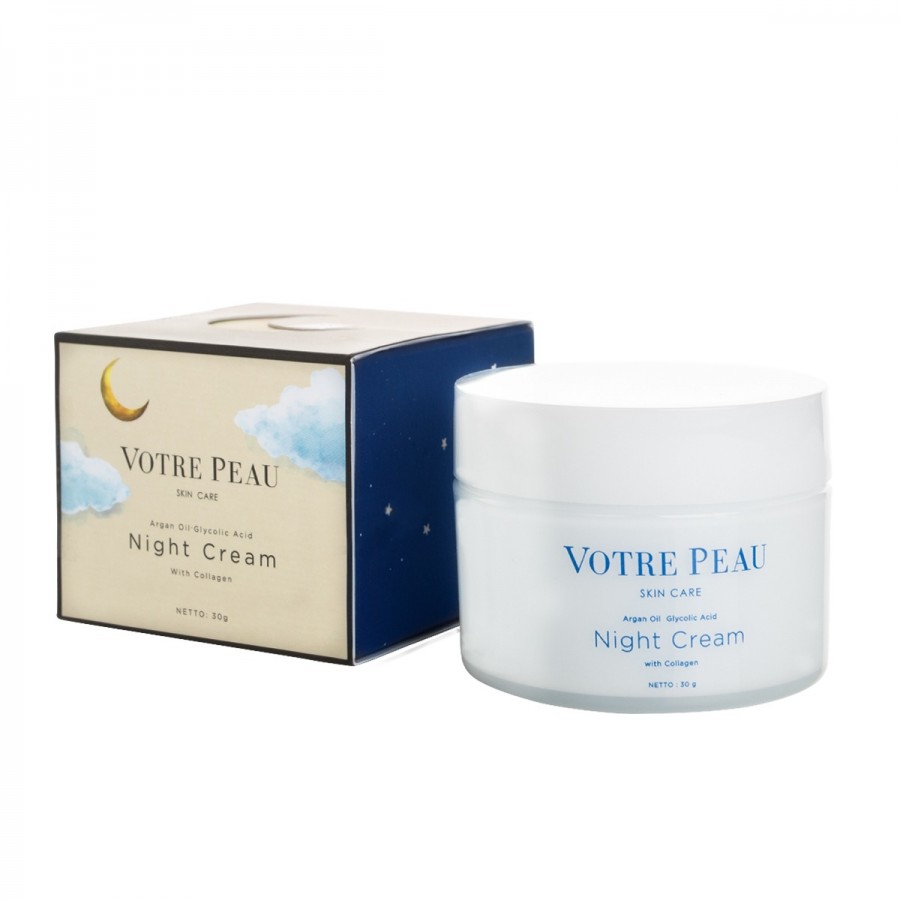 VOTRE PEAU
SKIN CARE
Argan Oil·Glycolic Acid
Night Cream
With Collagen
NETTO: 30g
VOTRE PEAU
SKIN CARE
Argan Oil Glycolic Acid
Night Cream
with Collagen
NETTO : 30 g